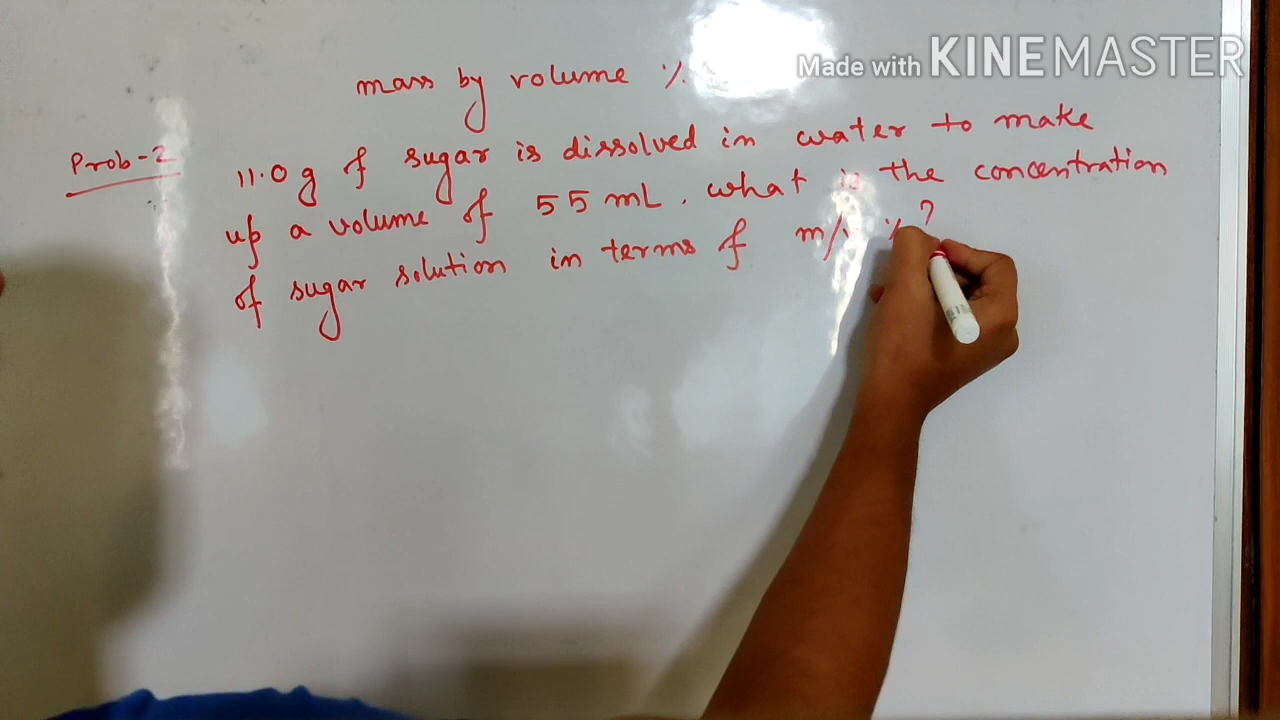 Made with KINEMASTER
mass by volume %.
Prob-2
11.0 g of sugar is dissolved in water to make
up a volume of 55 mL. what is the concentration
of sugar solution in terms of m/v % ?